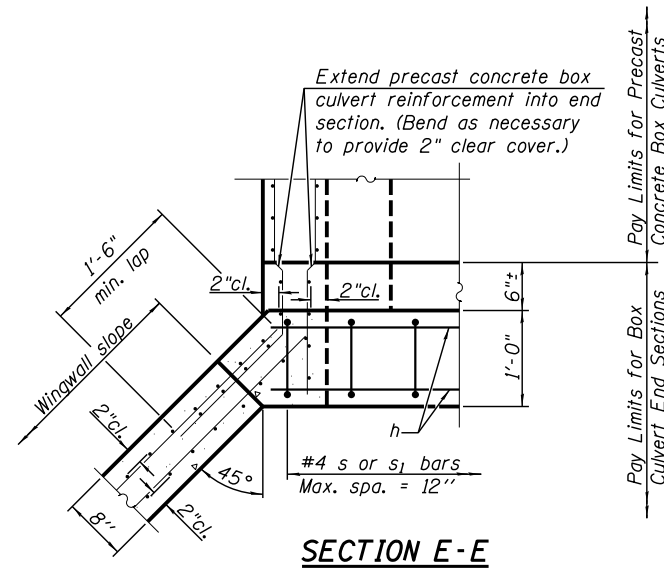 Extend precast concrete box
culvert reinforcement into end
section. (Bend as necessary
to provide 2" clear cover.)
Pay Limits for Precast
Concrete Box Culverts
1'-6"
min. lap
2"cl.
2"cl.
6"±
Wingwall slope
1'-0"
Pay Limits for Box
Culvert End Sections
h
2"cl.
#4 s or s1 bars
Max. spa. = 12''
45°
8''
2"cl.
SECTION E-E